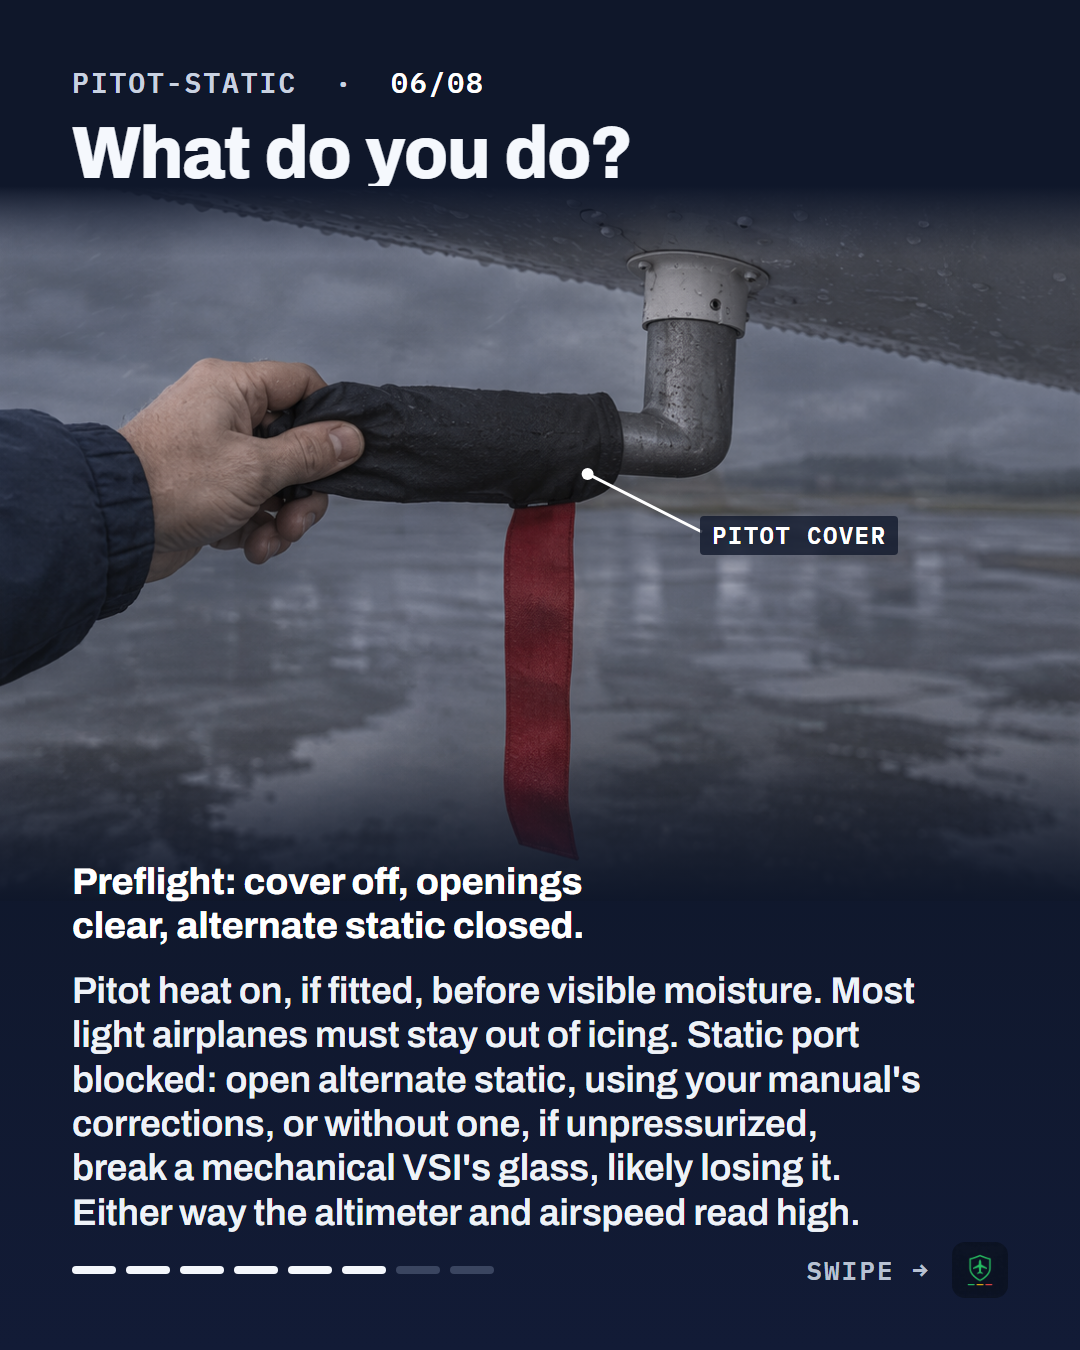 PITOT-STATIC · 06/08
What do you do?
PITOT COVER
Preflight: cover off, openings
clear, alternate static closed.
Pitot heat on, if fitted, before visible moisture. Most
light airplanes must stay out of icing. Static port
blocked: open alternate static, using your manual's
corrections, or without one, if unpressurized,
break a mechanical VSI's glass, likely losing it.
Either way the altimeter and airspeed read high.
SWIPE →